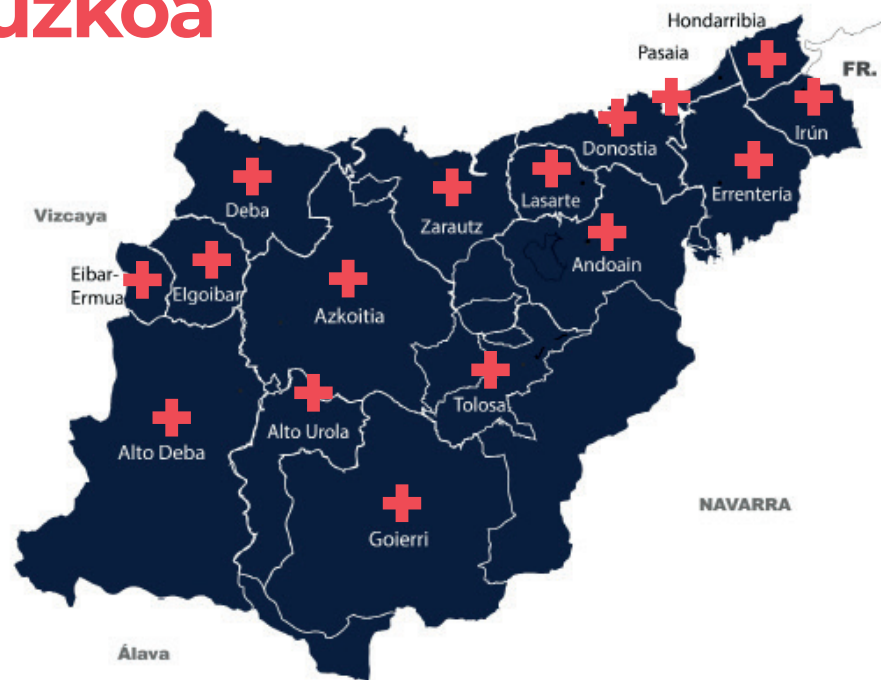 uzkoa
Hondarribia
Pasaia
FR.
Irún
Donostia
Errentería
Lasarte
Deba
Vizcaya
Zarautz
Andoain
Eibar-
Ermua
Elgoibar
Azkoitia
Tolosa
Alto Urola
Alto Deba
NAVARRA
Goierri
Álava